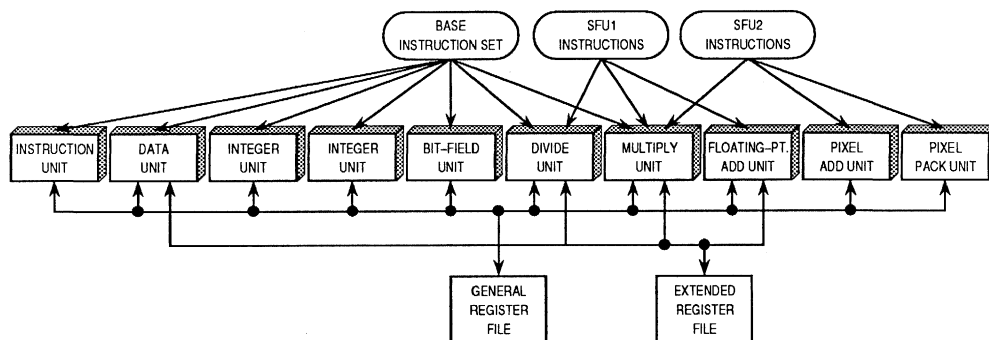 BASE
INSTRUCTION SET
SFU1
INSTRUCTIONS
SFU2
INSTRUCTIONS
INSTRUCTION
UNIT
DATA
UNIT
INTEGER
UNIT
INTEGER
UNIT
BIT–FIELD
UNIT
DIVIDE
UNIT
MULTIPLY
UNIT
FLOATING–PT.
ADD UNIT
PIXEL
ADD UNIT
PIXEL
PACK UNIT
GENERAL
REGISTER
FILE
EXTENDED
REGISTER
FILE